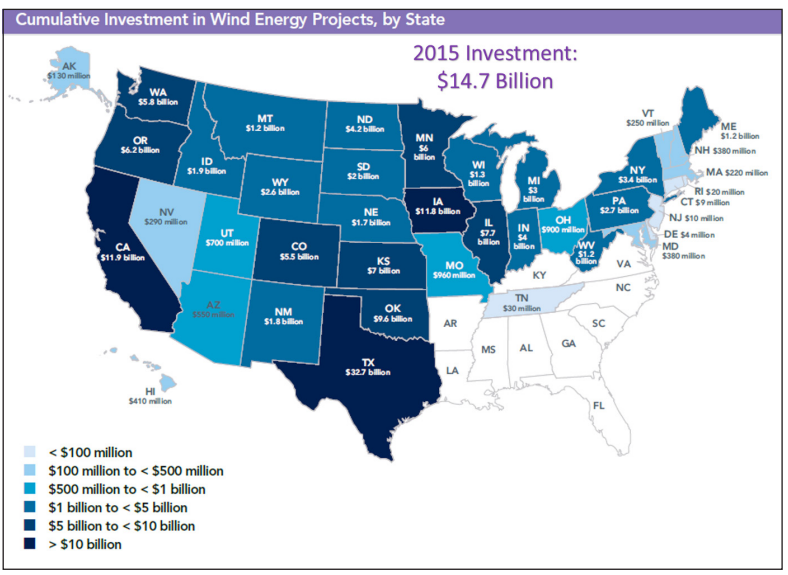 Cumulative Investment in Wind Energy Projects, by State
2015 Investment:
$14.7 Billion
AK
$130 million
WA
$5.8 billion
OR
$6.2 billion
CA
$11.9 billion
NV
$290 million
ID
$1.9 billion
MT
$1.2 billion
WY
$2.6 billion
UT
$700 million
AZ
$500 million
CO
$5.5 billion
NM
$1.8 billion
ND
$4.2 billion
SD
$2 billion
NE
$1.7 billion
KS
$7 billion
OK
$9.6 billion
TX
$32.7 billion
MN
$6
billion
IA
$11.8 billion
MO
$960 million
AR
LA
WI
$1.3
billion
IL
$7.7
billion
MI
$3
billion
IN
$4
billion
OH
$900 million
KY
TN
$30 million
MS
AL
GA
FL
SC
NC
VA
WV
$1.2
billion
PA
$2.7 billion
NY
$3.4 billion
VT
$250 million
ME
$1.2 billion
NH $380 million
MA $220 million
RI $20 million
CT $9 million
NJ $10 million
DE $4 million
MD
$380 million
HI
$410 million
< $100 million
$100 million to < $500 million
$500 million to < $1 billion
$1 billion to < $5 billion
$5 billion to < $10 billion
> $10 billion